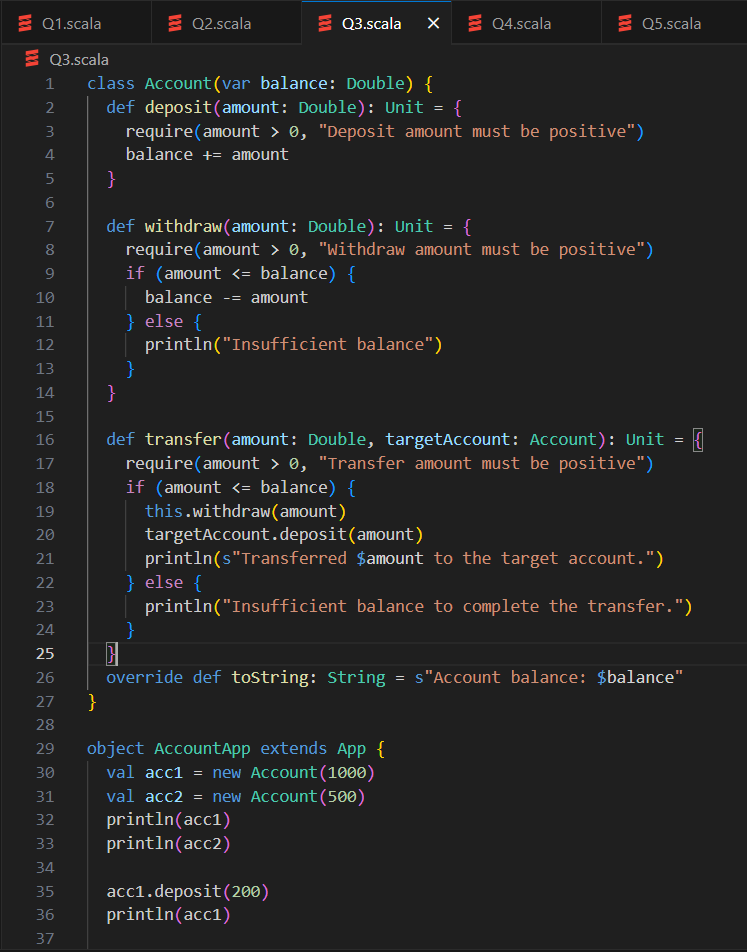 Q1.scala Q2.scala Q3.scala × Q4.scala Q5.scala
Q3.scala
1 class Account(var balance: Double) {
2   def deposit(amount: Double): Unit = {
3     require(amount > 0, "Deposit amount must be positive")
4     balance += amount
5   }
6
7   def withdraw(amount: Double): Unit = {
8     require(amount > 0, "Withdraw amount must be positive")
9     if (amount <= balance) {
10       balance -= amount
11     } else {
12       println("Insufficient balance")
13     }
14   }
15
16   def transfer(amount: Double, targetAccount: Account): Unit = {
17     require(amount > 0, "Transfer amount must be positive")
18     if (amount <= balance) {
19       this.withdraw(amount)
20       targetAccount.deposit(amount)
21       println(s"Transferred $amount to the target account.")
22     } else {
23       println("Insufficient balance to complete the transfer.")
24     }
25   }
26   override def toString: String = s"Account balance: $balance"
27 }
28
29 object AccountApp extends App {
30   val acc1 = new Account(1000)
31   val acc2 = new Account(500)
32   println(acc1)
33   println(acc2)
34
35   acc1.deposit(200)
36   println(acc1)
37